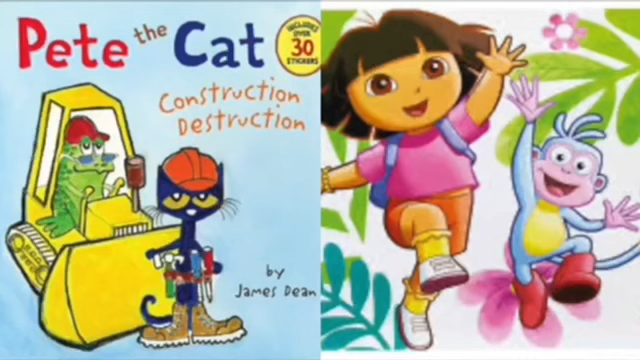 Pete the Cat
INCLUDES
OVER
30
STICKERS
Construction
Destruction
by
James Dean